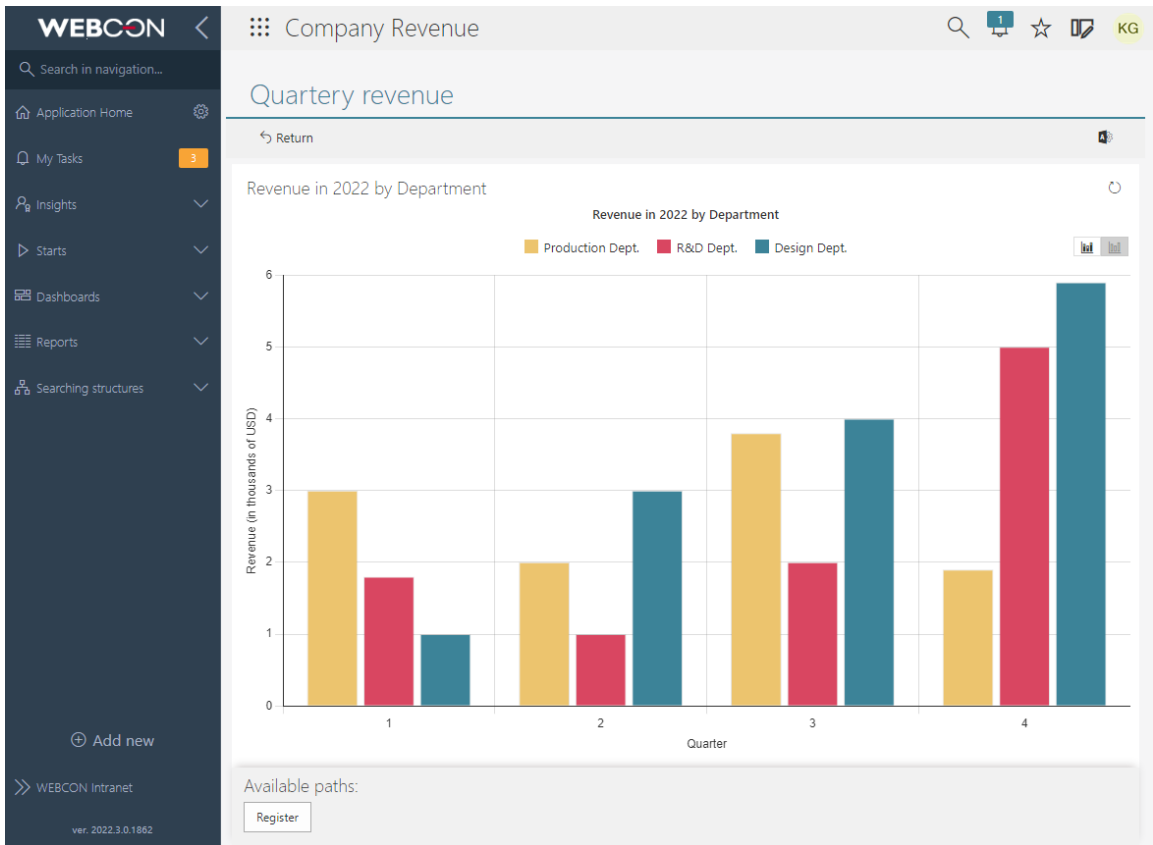 WEBCON
Company Revenue
1
KG
Search in navigation...
Application Home
My Tasks
3
Insights
Starts
Dashboards
Reports
Searching structures
Add new
WEBCON Intranet
ver. 2022.3.0.1862
Quartery revenue
Return
Revenue in 2022 by Department
Revenue in 2022 by Department
Production Dept. R&D Dept. Design Dept.
Revenue (in thousands of USD)
6
5
4
3
2
1
0
1 2 3 4
Quarter
Available paths:
Register